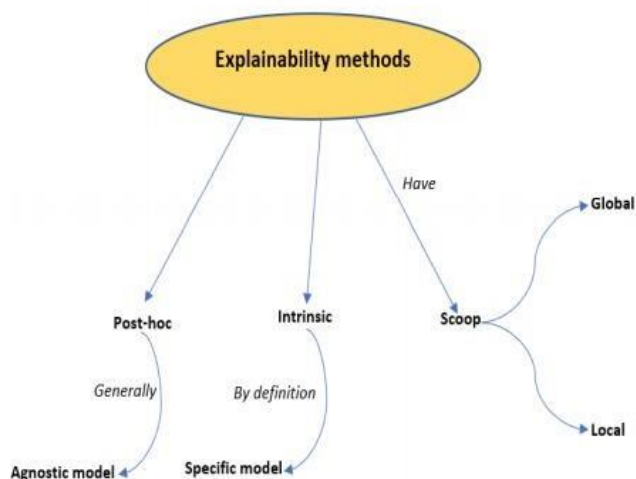 Explainability methods
Have
Global
Post-hoc
Intrinsic
Scoop
Generally
By definition
Local
Agnostic model
Specific model